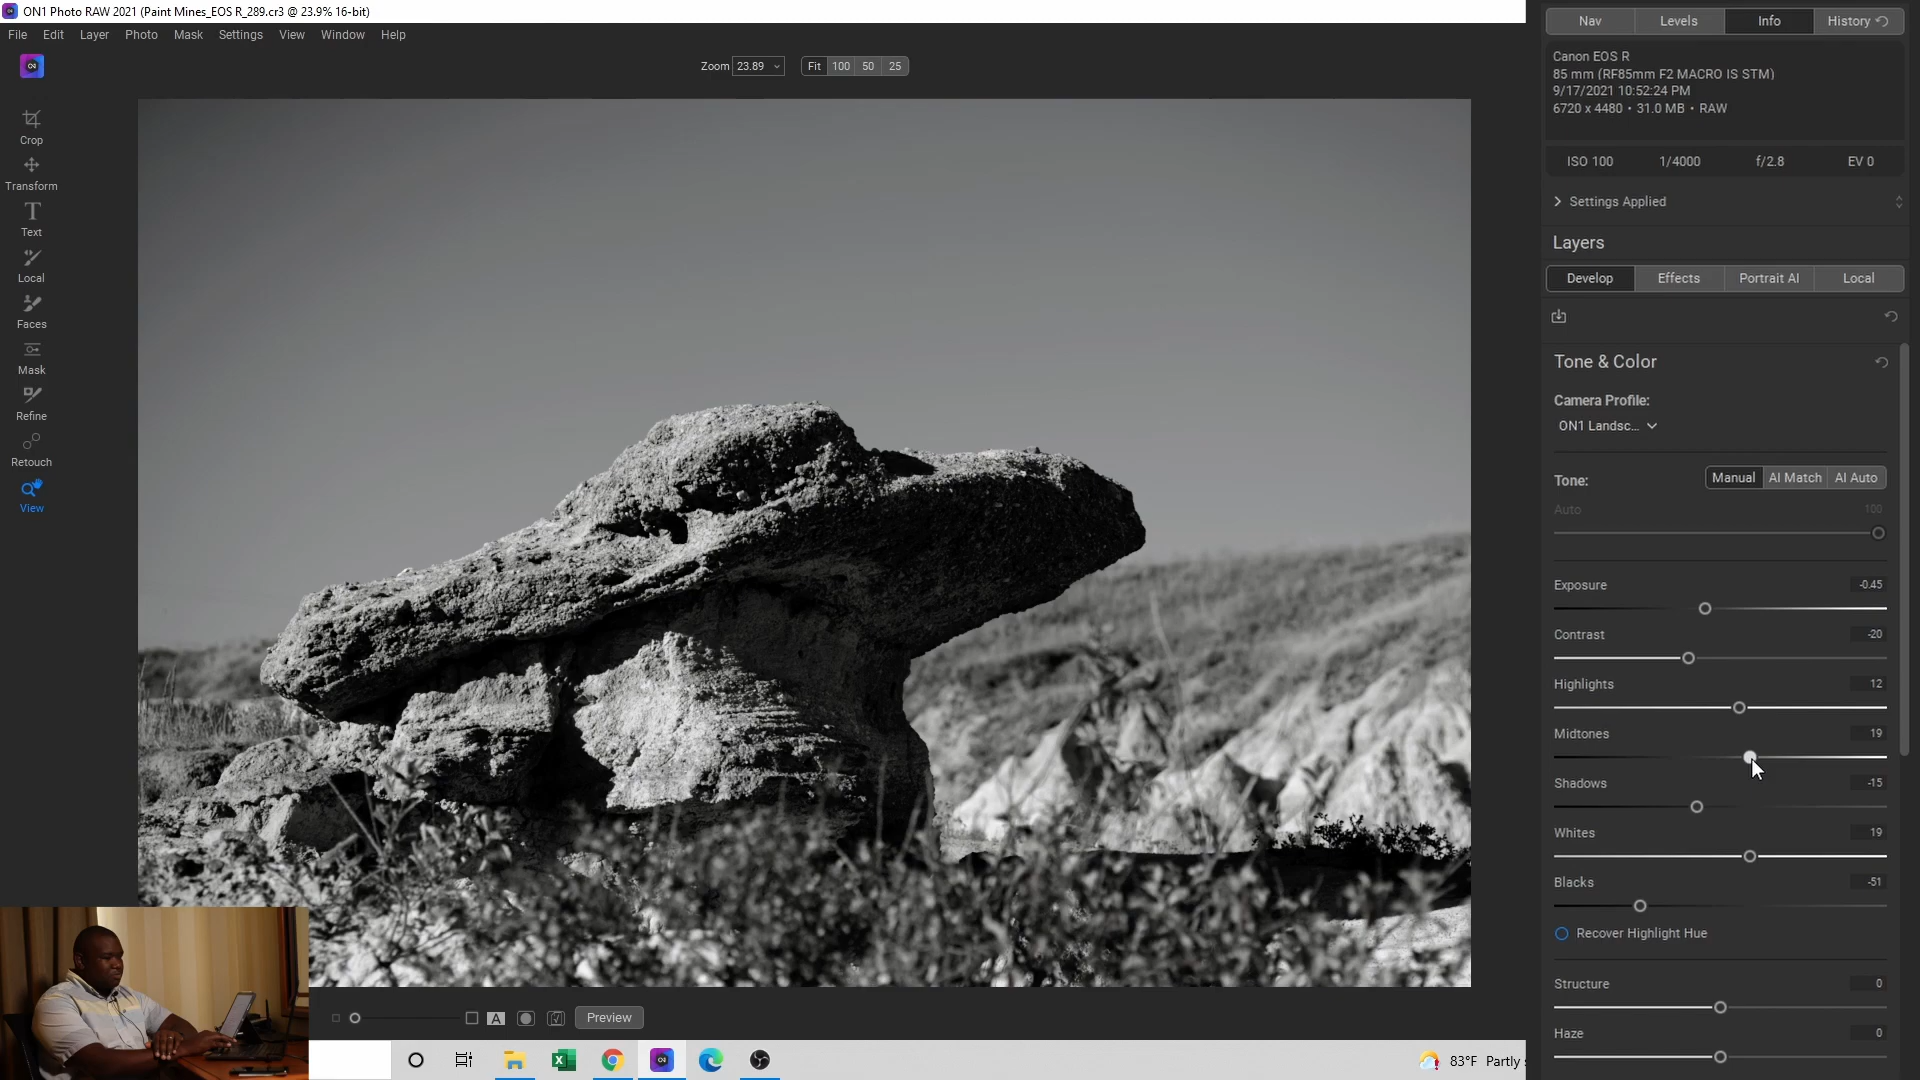 ON1 Photo RAW 2021 (Paint Mines_EOS R_289.cr3 @ 23.9% 16-bit)
File Edit Layer Photo Mask Settings View Window Help
Zoom 23.89 Fit 100 50 25
Crop
Transform
Text
Local
Faces
Mask
Refine
Retouch
View
Nav Levels Info History
Canon EOS R
85 mm (RF85mm F2 MACRO IS STM)
9/17/2021 10:52:24 PM
6720 x 4480 • 31.0 MB • RAW
ISO 100 1/4000 f/2.8 EV 0
Settings Applied
Layers
Develop Effects Portrait AI Local
Tone & Color
Camera Profile:
ON1 Landsc...
Tone: Manual AI Match AI Auto
Auto 100
Exposure -0.45
Contrast -20
Highlights 12
Midtones 19
Shadows -15
Whites 19
Blacks -51
Recover Highlight Hue
Structure 0
Haze 0
A Preview
83°F Partly